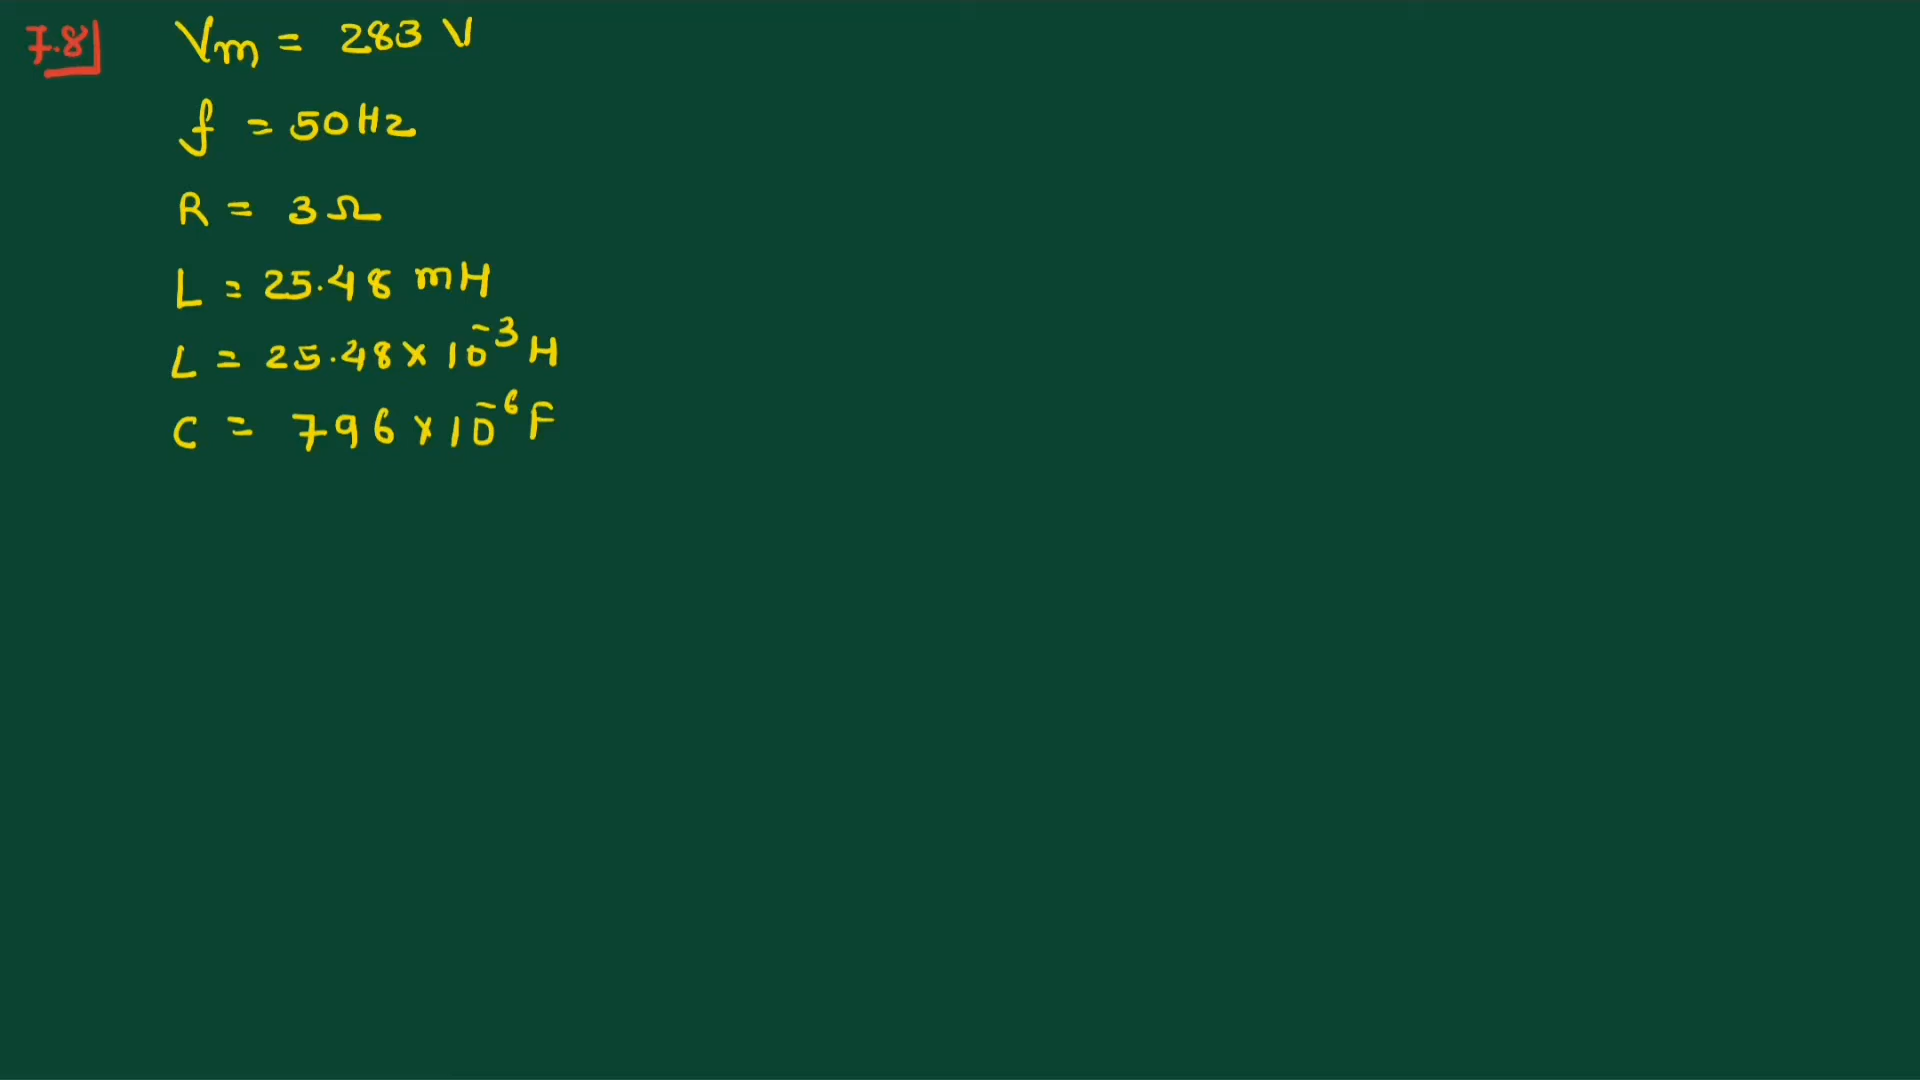 7.8
Vm = 283 V
f = 50Hz
R = 3Ω
L = 25.48 mH
L = 25.48 × 10⁻³ H
C = 796 × 10⁻⁶ F